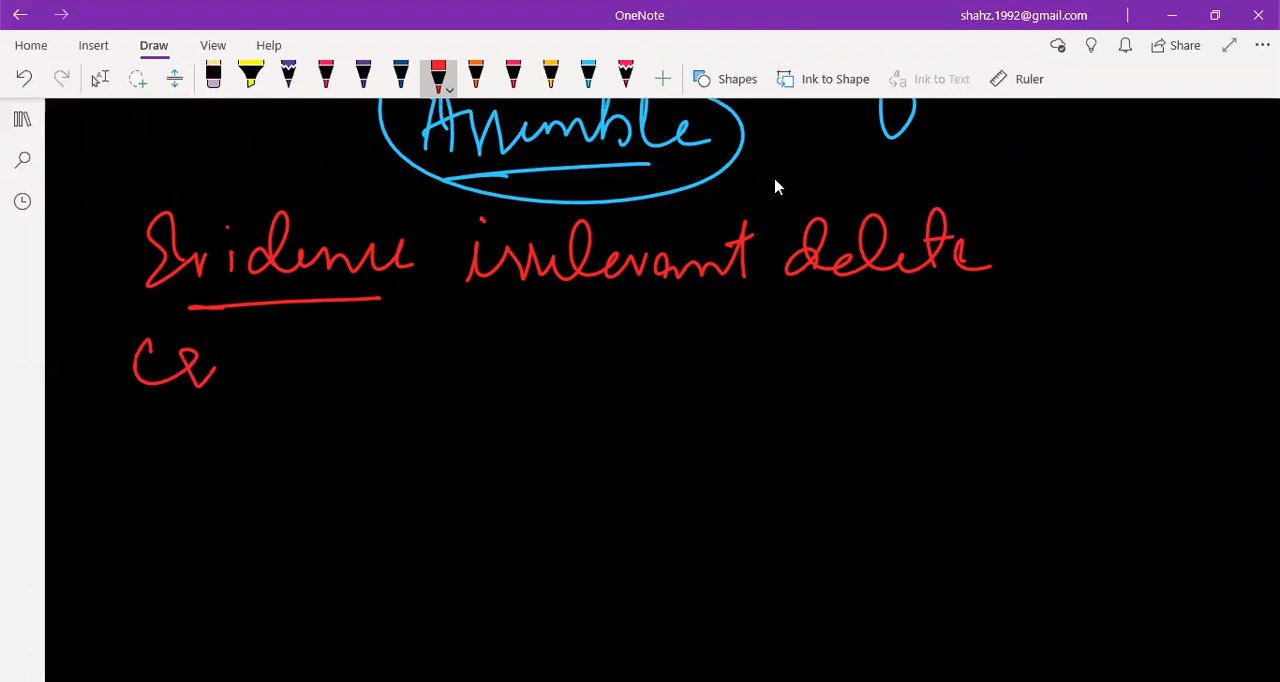 OneNote
shahz.1992@gmail.com
Home Insert Draw View Help
Share
Shapes Ink to Shape Ink to Text Ruler
Assumble
Evidence irrelevant delete